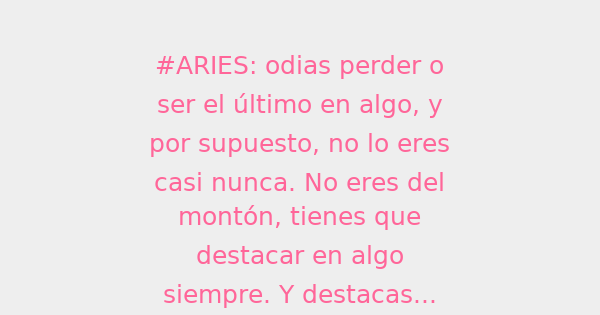 #ARIES: odias perder o
ser el último en algo, y
por supuesto, no lo eres
casi nunca. No eres del
montón, tienes que
destacar en algo
siempre. Y destacas...